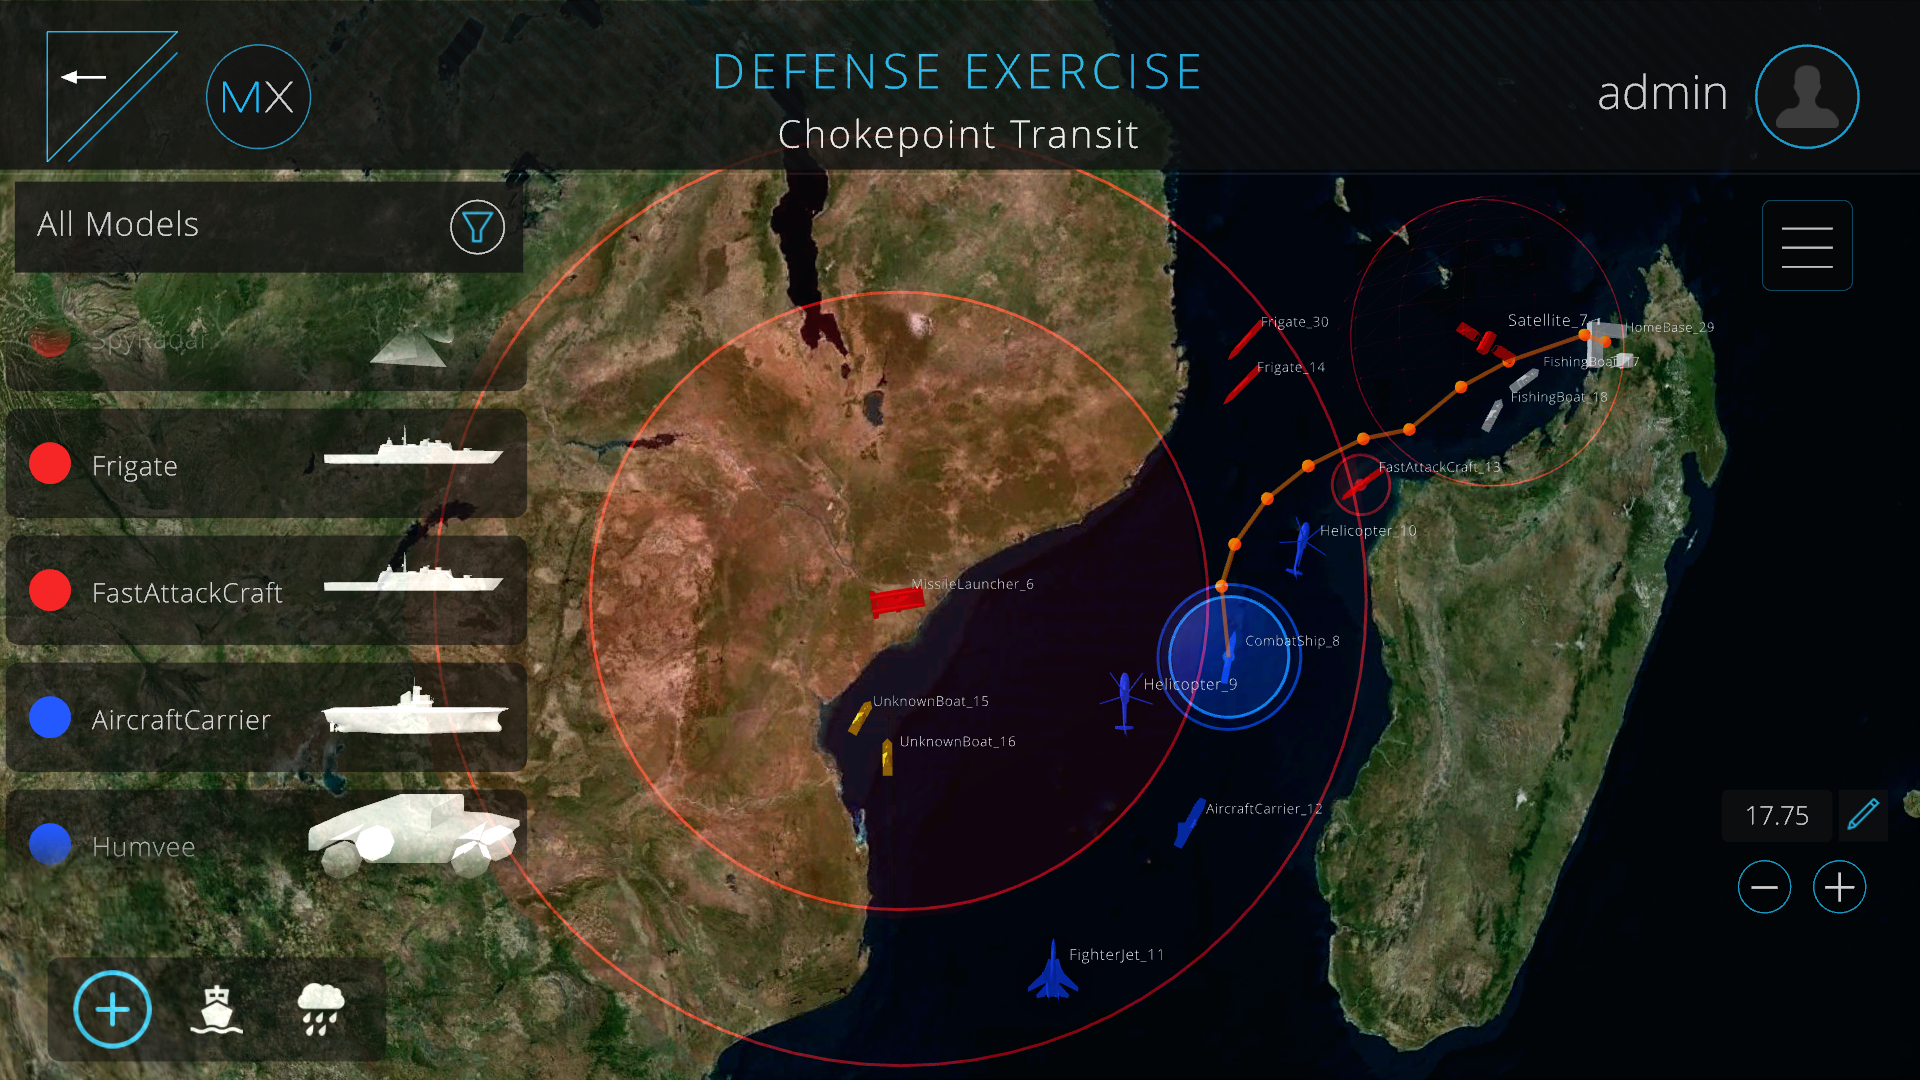 MX
DEFENSE EXERCISE
Chokepoint Transit
admin
All Models
SpyRadar
Frigate
FastAttackCraft
AircraftCarrier
Humvee
Frigate_30
Frigate_14
Satellite_7
HomeBase_29
FishingBoat_17
FishingBoat_18
FastAttackCraft_13
Helicopter_10
MissileLauncher_6
CombatShip_8
Helicopter_9
UnknownBoat_15
UnknownBoat_16
AircraftCarrier_12
FighterJet_11
17.75